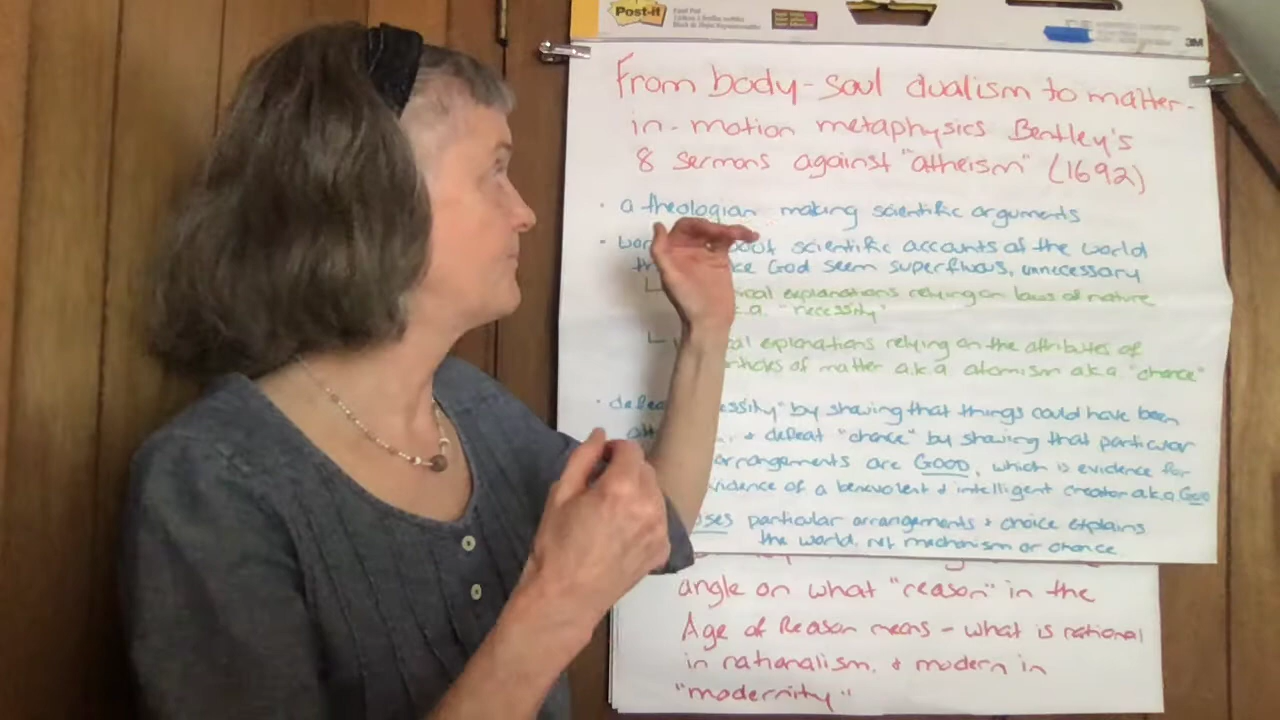 Post-it
3M
From body-soul dualism to matter-
in-motion metaphysics Bentley's
8 sermons against "atheism" (1692)
• a theologian making scientific arguments
• scientific accounts of the world
God seem superfluous, unnecessary
explanations relying on laws of nature
"necessity"
explanations relying on the attributes of
of matter a.k.a. atomism a.k.a. "chance"
• by showing that things could have been
& defeat "chance" by showing that particular
arrangements are GOOD, which is evidence for
of a benevolent & intelligent creator a.k.a. God
particular arrangements & choice explains
the world, not mechanism or chance
angle on what "reason" in the
Age of Reason means - what is rational
in rationalism, & modern in
"modernity"